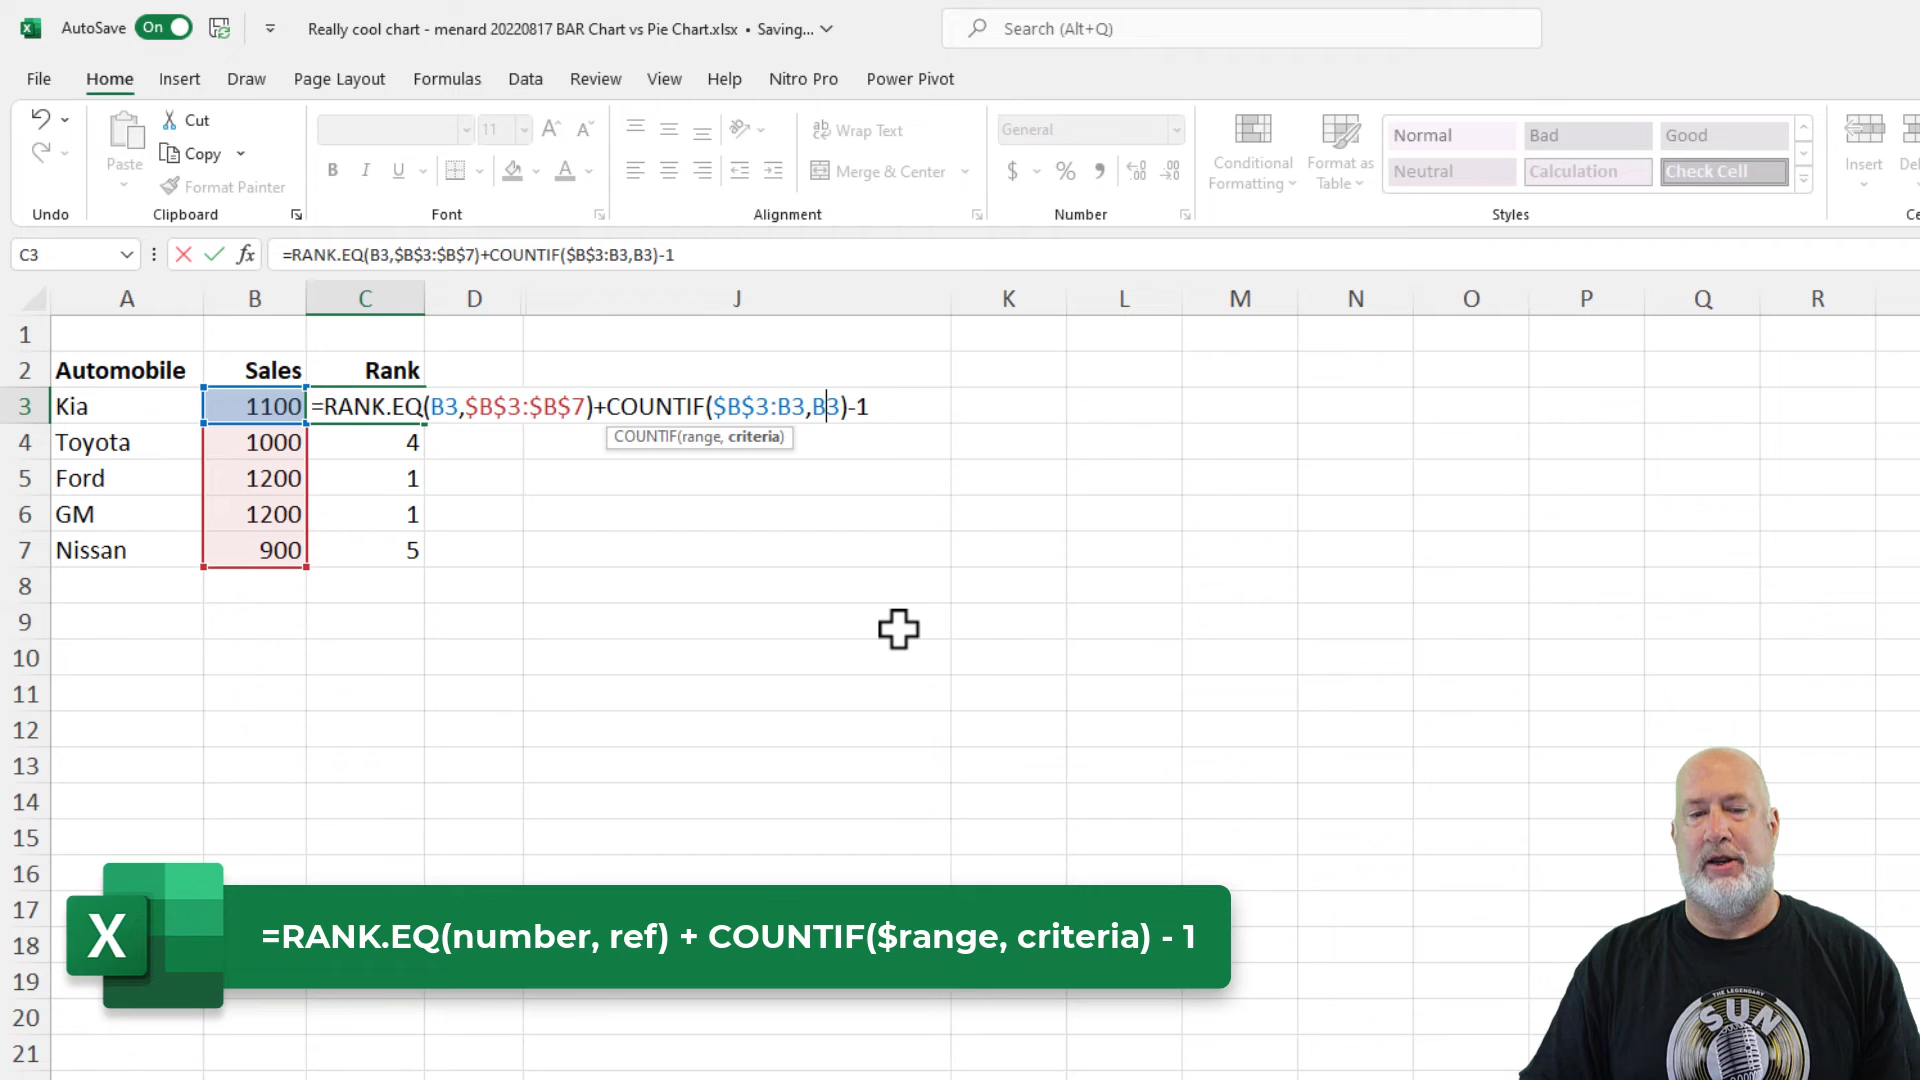 AutoSave On Really cool chart - menard 20220817 BAR Chart vs Pie Chart.xlsx • Saving... Search (Alt+Q)
File Home Insert Draw Page Layout Formulas Data Review View Help Nitro Pro Power Pivot
Paste Cut
Copy
Format Painter
11 A A
B I U A
Wrap Text
Merge & Center
General
$ % 9
Conditional Formatting
Format as Table
Normal Bad Good
Neutral Calculation Check Cell
Insert
Undo Clipboard Font Alignment Number Styles
C3 fx =RANK.EQ(B3,$B$3:$B$7)+COUNTIF($B$3:B3,B3)-1
A B C D J K L M N O P Q R
1
2 Automobile Sales Rank
3 Kia 1100 =RANK.EQ(B3,$B$3:$B$7)+COUNTIF($B$3:B3,B3)-1
COUNTIF(range, criteria)
4 Toyota 1000 4
5 Ford 1200 1
6 GM 1200 1
7 Nissan 900 5
8
9
10
11
12
13
14
15
16
17
18
19
20
21
X =RANK.EQ(number, ref) + COUNTIF($range, criteria) - 1
THE LEGENDARY
SUN